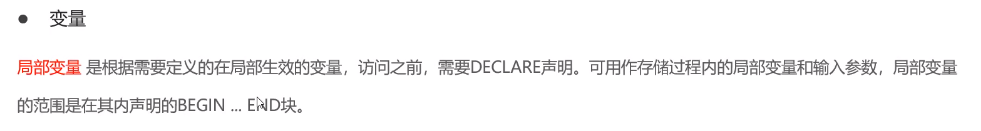 ● 变量
局部变量 是根据需要定义的在局部生效的变量，访问之前，需要DECLARE声明。可用作存储过程内的局部变量和输入参数，局部变量
的范围是在其内声明的BEGIN ... END块。